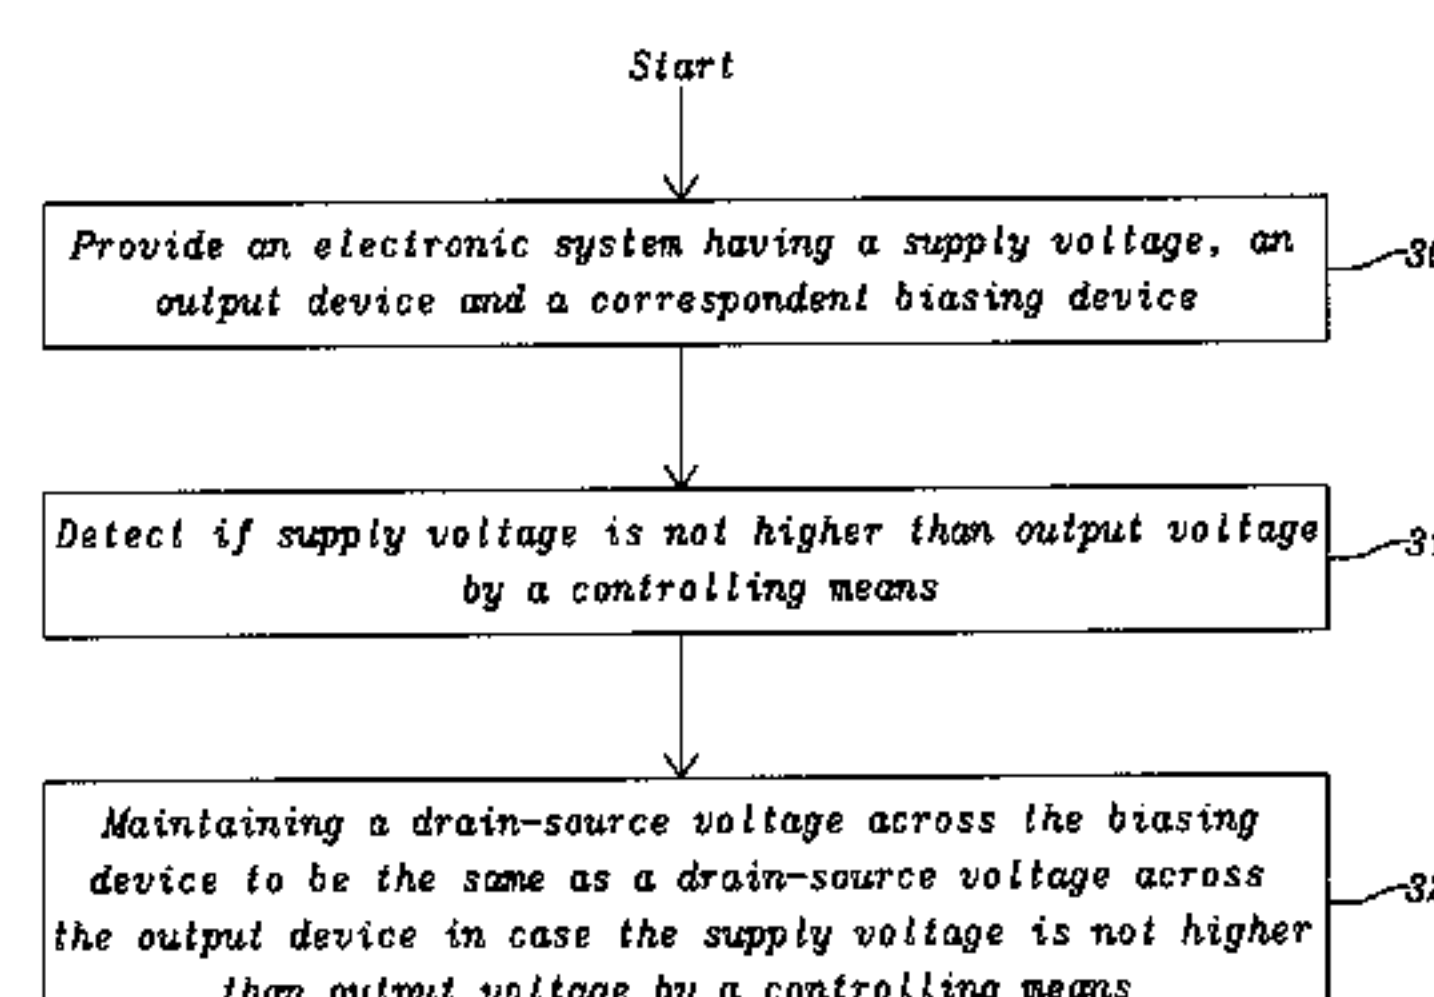 Start
Provide an electronic system having a supply voltage, an
output device and a correspondent biasing device
30
Detect if supply voltage is not higher than output voltage
by a controlling means
31
Maintaining a drain-source voltage across the biasing
device to be the same as a drain-source voltage across
the output device in case the supply voltage is not higher
than output voltage by a controlling means
32